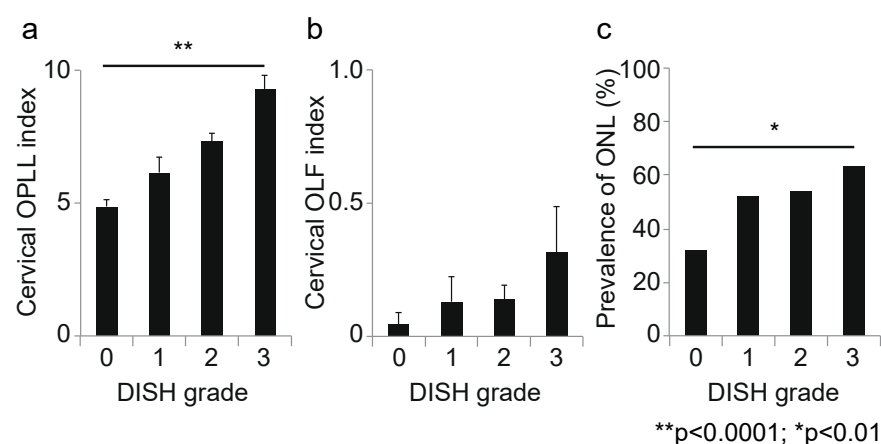 a
**
10
5
0
Cervical OPLL index
0 1 2 3
DISH grade
b
1.0
0.5
0
Cervical OLF index
0 1 2 3
DISH grade
c
*
100
80
60
40
20
0
Prevalence of ONL (%)
0 1 2 3
DISH grade
**p<0.0001; *p<0.01